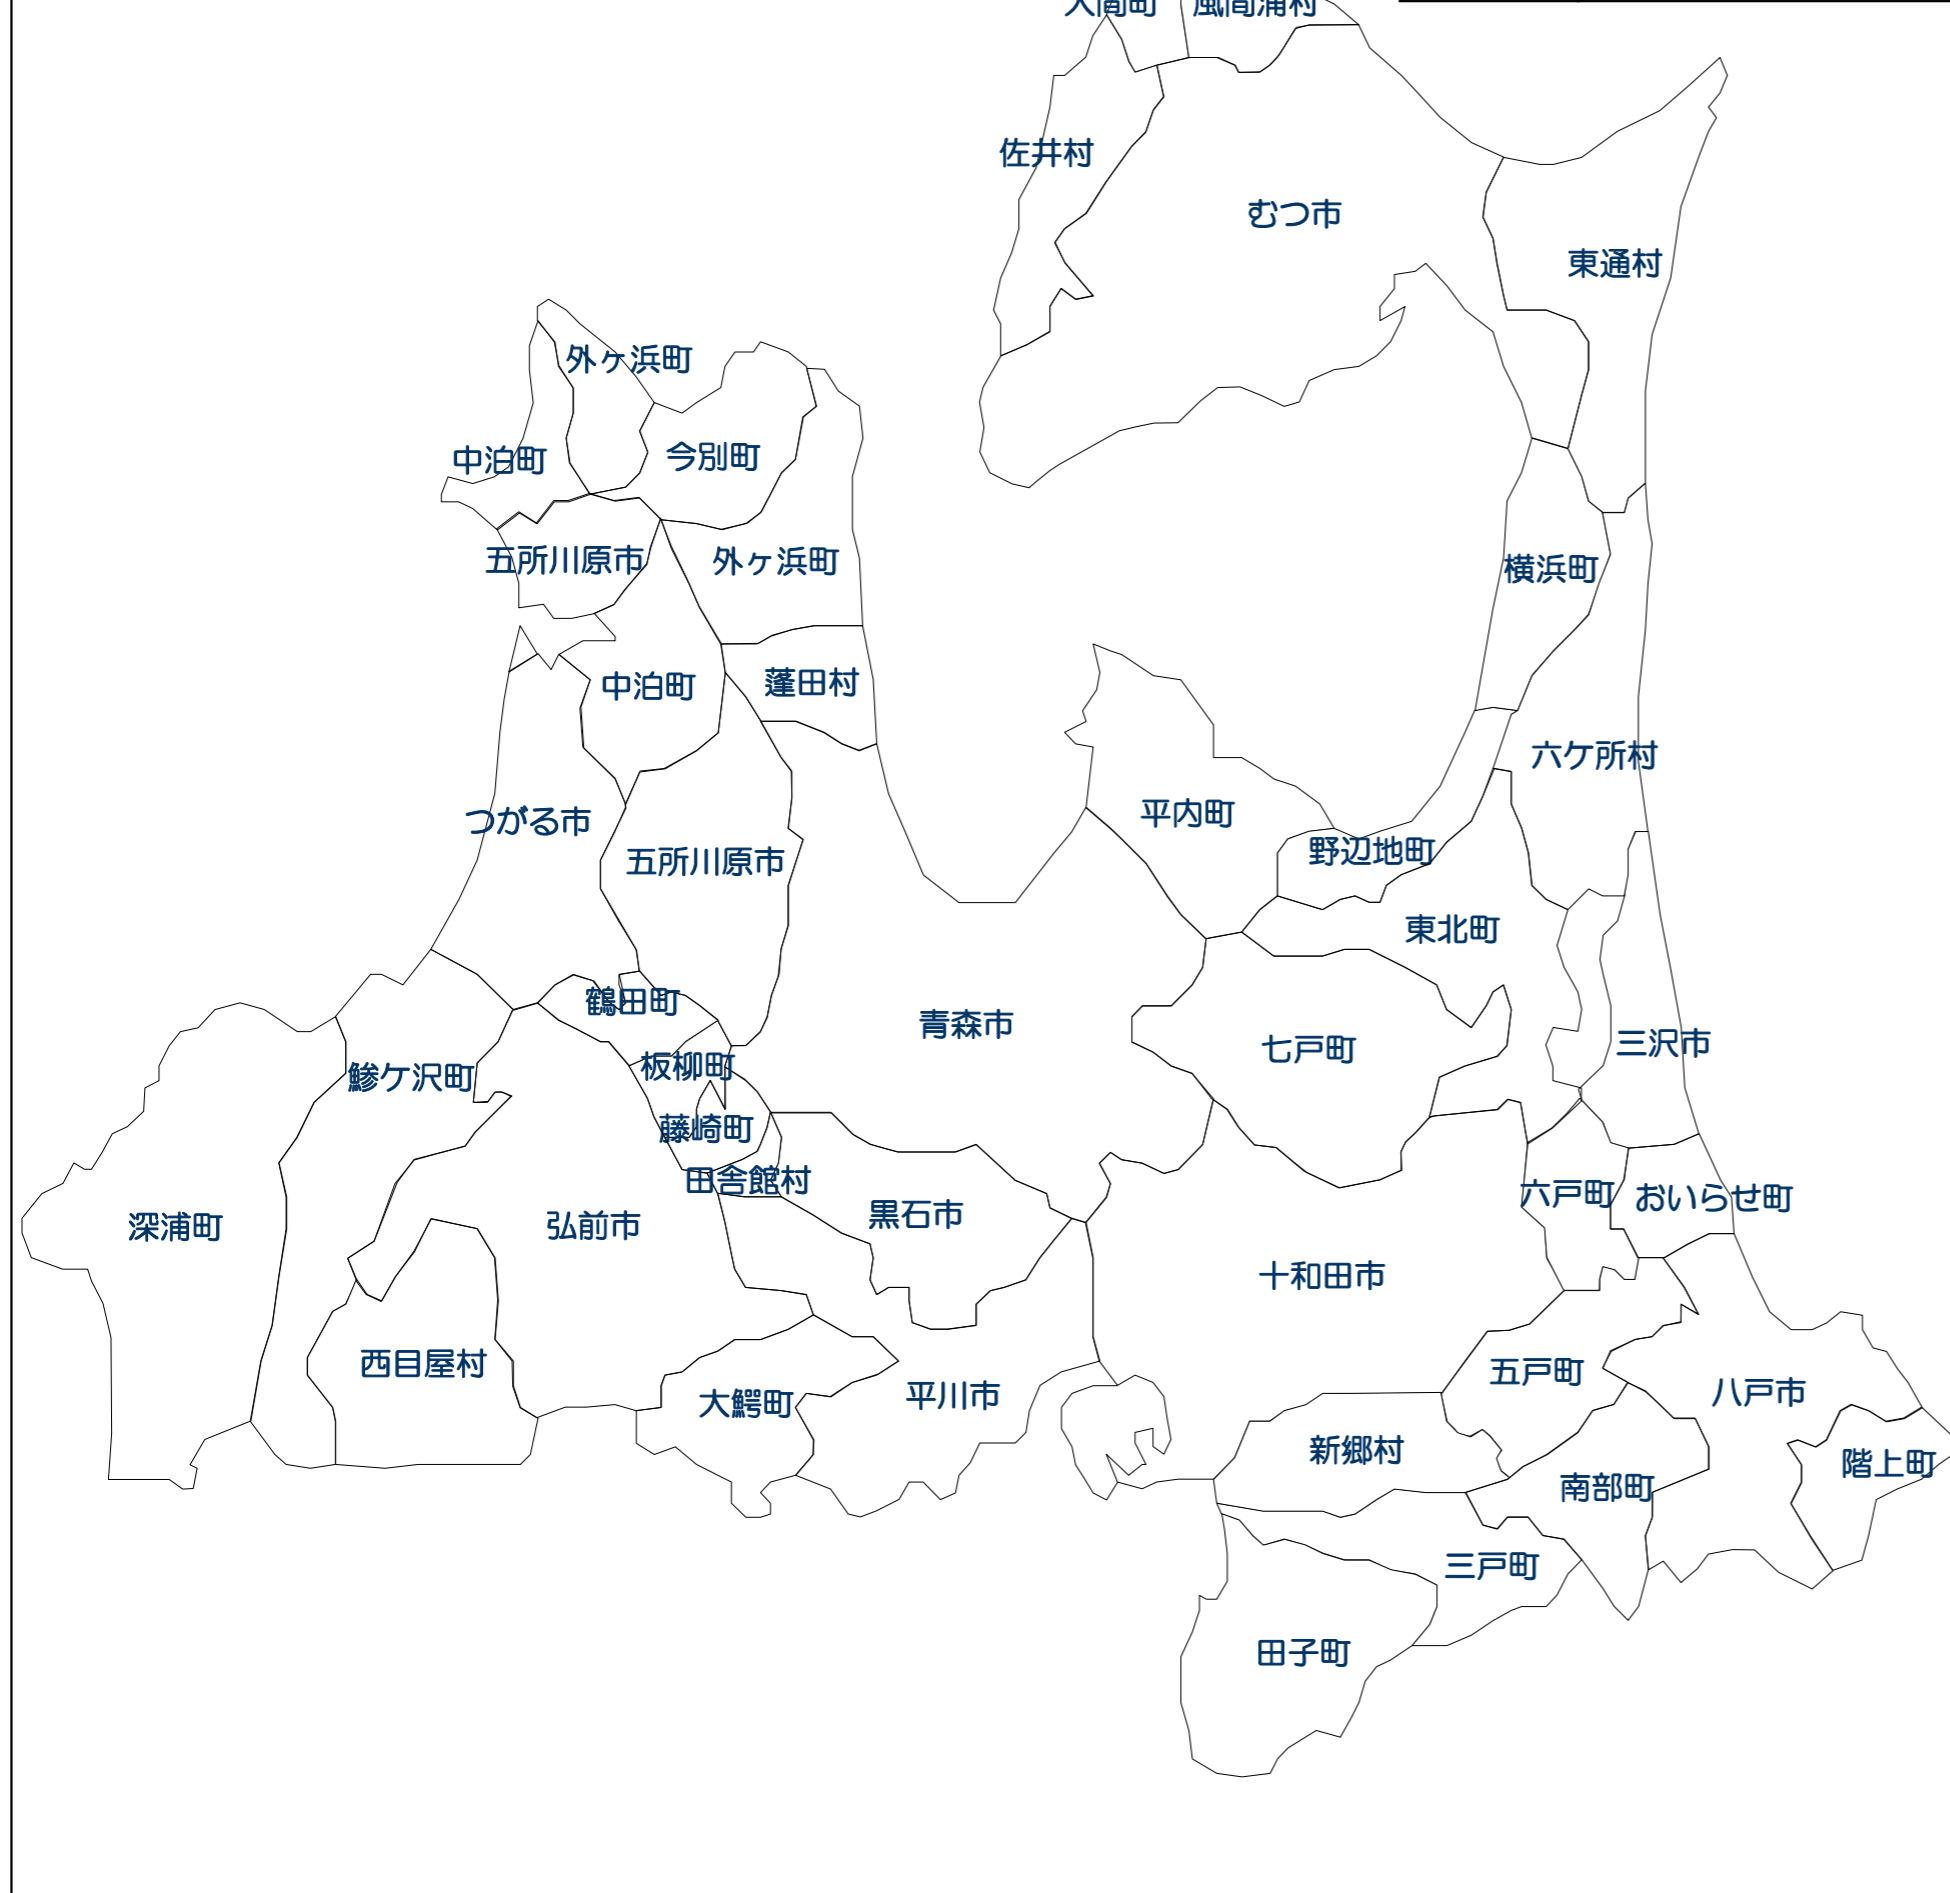 大間町
風間浦村
佐井村
むつ市
東通村
外ヶ浜町
中泊町
今別町
五所川原市
外ヶ浜町
横浜町
中泊町
蓬田村
六ケ所村
つがる市
平内町
五所川原市
野辺地町
東北町
鶴田町
青森市
三沢市
七戸町
板柳町
鰺ケ沢町
藤崎町
田舎館村
六戸町
おいらせ町
黒石市
深浦町
弘前市
十和田市
西目屋村
五戸町
八戸市
平川市
大鰐町
新郷村
階上町
南部町
三戸町
田子町